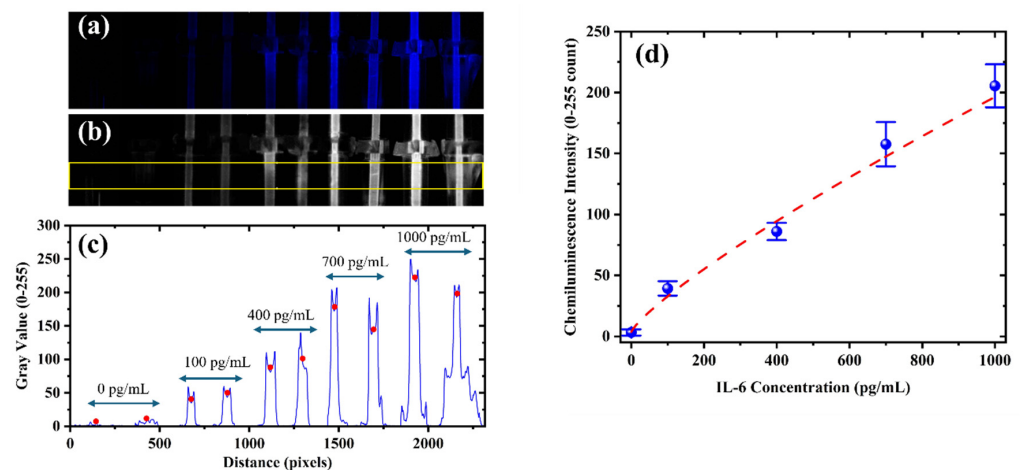 (a)
(b)
(c)
300
250
200
150
100
50
0
Gray Value (0-255)
0 pg/mL
100 pg/mL
400 pg/mL
700 pg/mL
1000 pg/mL
0 500 1000 1500 2000
Distance (pixels)
(d)
250
200
150
100
50
0
Chemiluminescence Intensity (0-255 count)
0 200 400 600 800 1000
IL-6 Concentration (pg/mL)